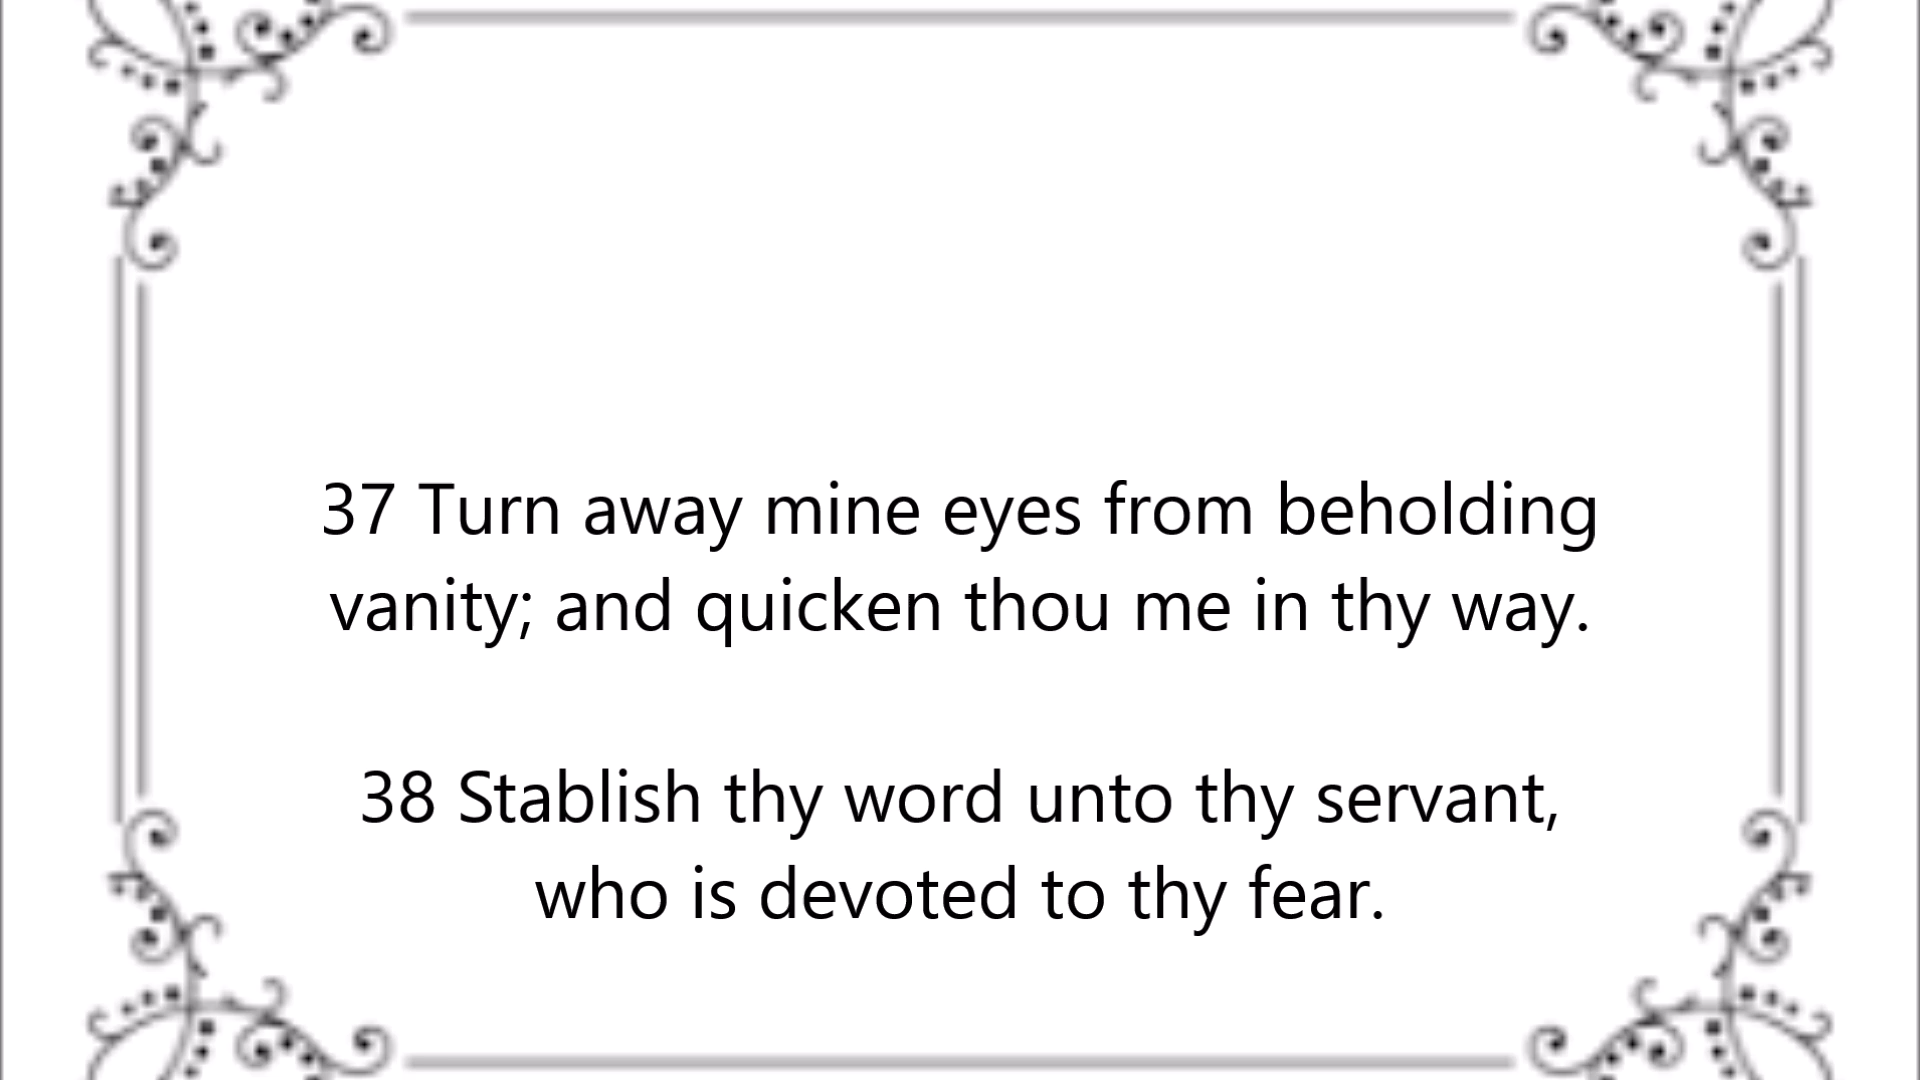 37 Turn away mine eyes from beholding
vanity; and quicken thou me in thy way.
38 Stablish thy word unto thy servant,
who is devoted to thy fear.